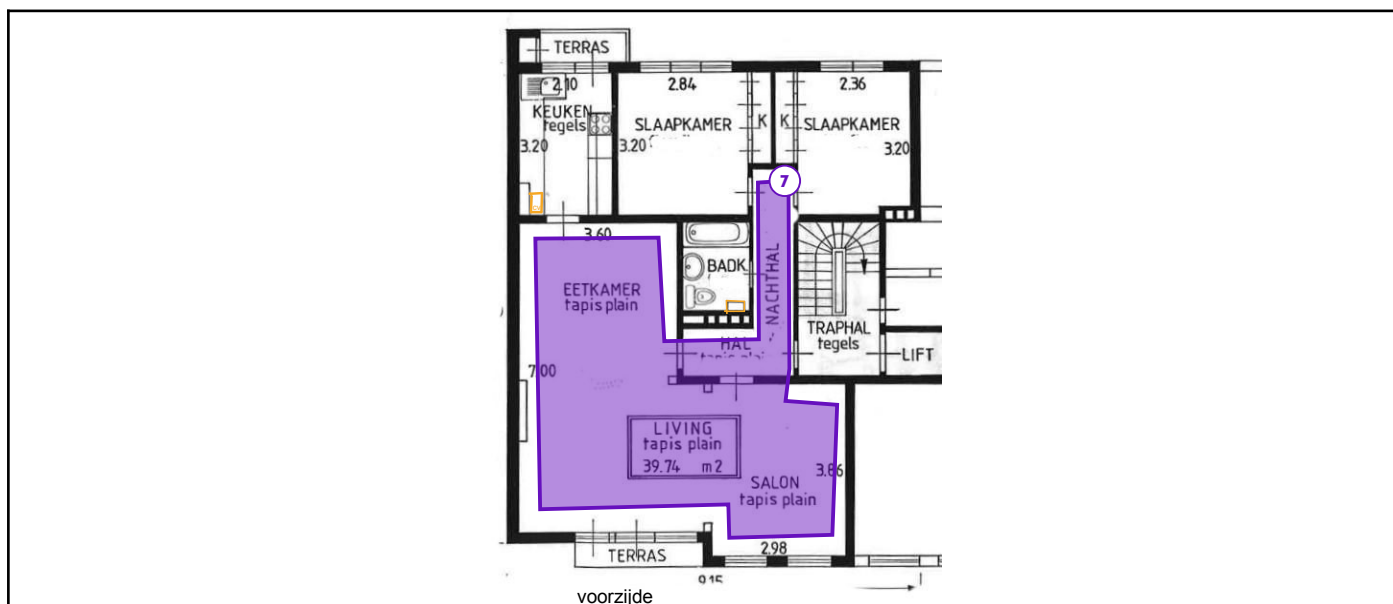 TERRAS
2.10
2.84
2.36
KEUKEN
tegels
SLAAPKAMER
K
K
SLAAPKAMER
3.20
3.20
3.20
7
3.60
BADK
NACHTHAL
EETKAMER
tapis plain
HAL
TRAPHAL
tegels
LIFT
7.00
LIVING
tapis plain
39.74 m2
3.86
SALON
tapis plain
TERRAS
2.98
9.15
voorzijde